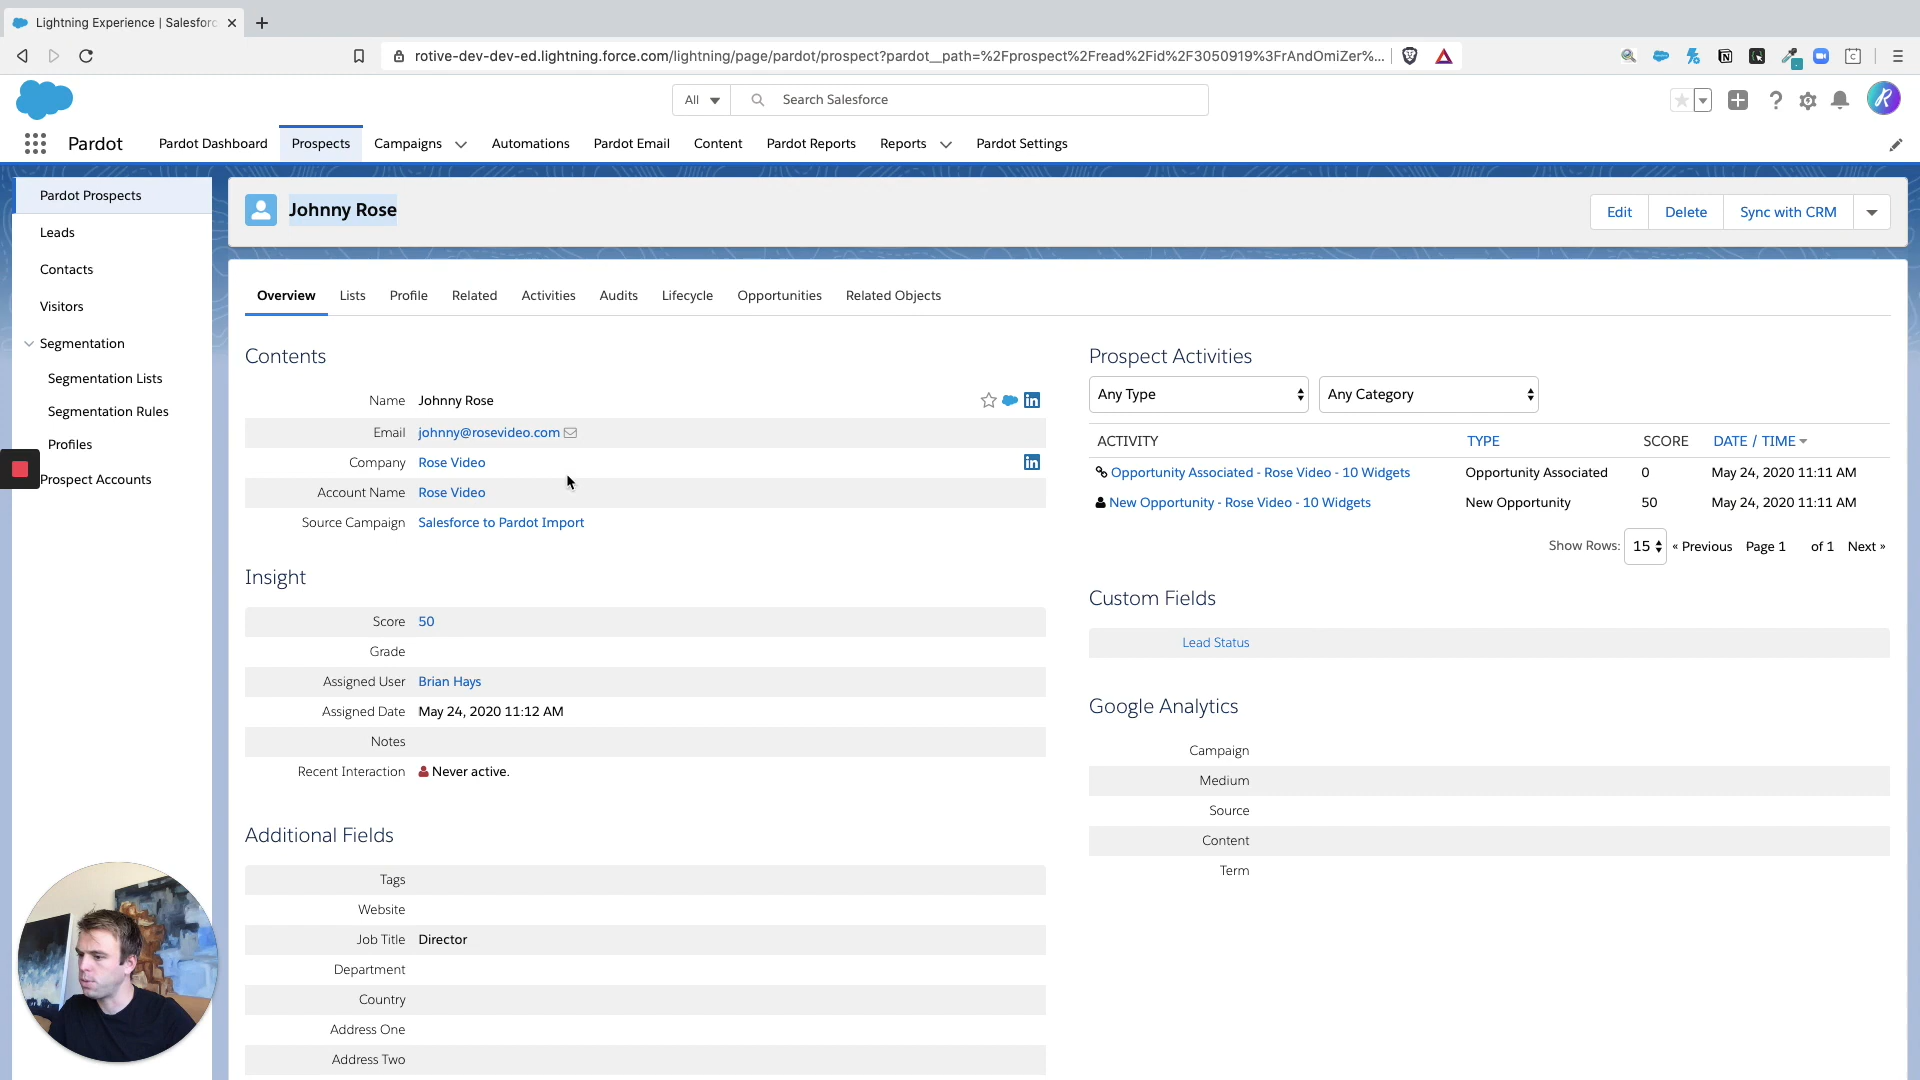 Lightning Experience | Salesforc
rotive-dev-dev-ed.lightning.force.com/lightning/page/pardot/prospect?pardot__path=%2Fprospect%2Fread%2Fid%2F3050919%3FrAndOmiZer%...
All
Search Salesforce
Pardot
Pardot Dashboard
Prospects
Campaigns
Automations
Pardot Email
Content
Pardot Reports
Reports
Pardot Settings
Pardot Prospects
Leads
Contacts
Visitors
Segmentation
Segmentation Lists
Segmentation Rules
Profiles
Prospect Accounts
Johnny Rose
Edit
Delete
Sync with CRM
Overview
Lists
Profile
Related
Activities
Audits
Lifecycle
Opportunities
Related Objects
Contents
Name Johnny Rose
Email johnny@rosevideo.com
Company Rose Video
Account Name Rose Video
Source Campaign Salesforce to Pardot Import
Insight
Score 50
Grade
Assigned User Brian Hays
Assigned Date May 24, 2020 11:12 AM
Notes
Recent Interaction Never active.
Additional Fields
Tags
Website
Job Title Director
Department
Country
Address One
Address Two
Prospect Activities
Any Type
Any Category
ACTIVITY TYPE SCORE DATE / TIME
Opportunity Associated - Rose Video - 10 Widgets Opportunity Associated 0 May 24, 2020 11:11 AM
New Opportunity - Rose Video - 10 Widgets New Opportunity 50 May 24, 2020 11:11 AM
Show Rows: 15 « Previous Page 1 of 1 Next »
Custom Fields
Lead Status
Google Analytics
Campaign
Medium
Source
Content
Term